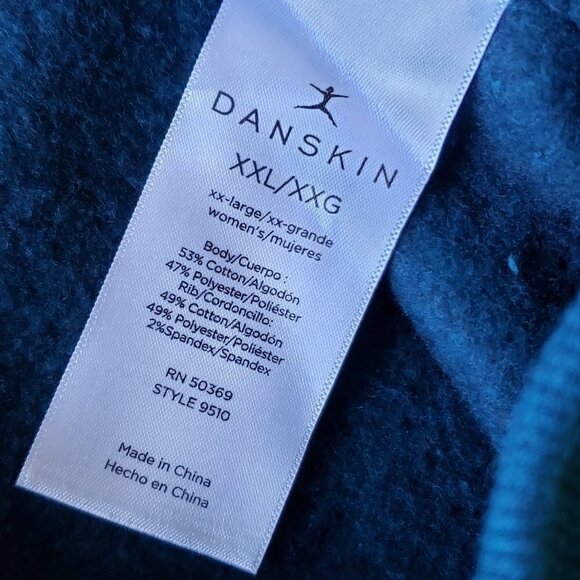 DANSKIN
XXL/XXG
xx-large/xx-grande
women's/mujeres
Body/Cuerpo :
53% Cotton/Algodón
47% Polyester/Poliéster
Rib/Cordoncillo:
49% Cotton/Algodón
49% Polyester/Poliéster
2%Spandex/Spandex
RN 50369
STYLE 9510
Made in China
Hecho en China